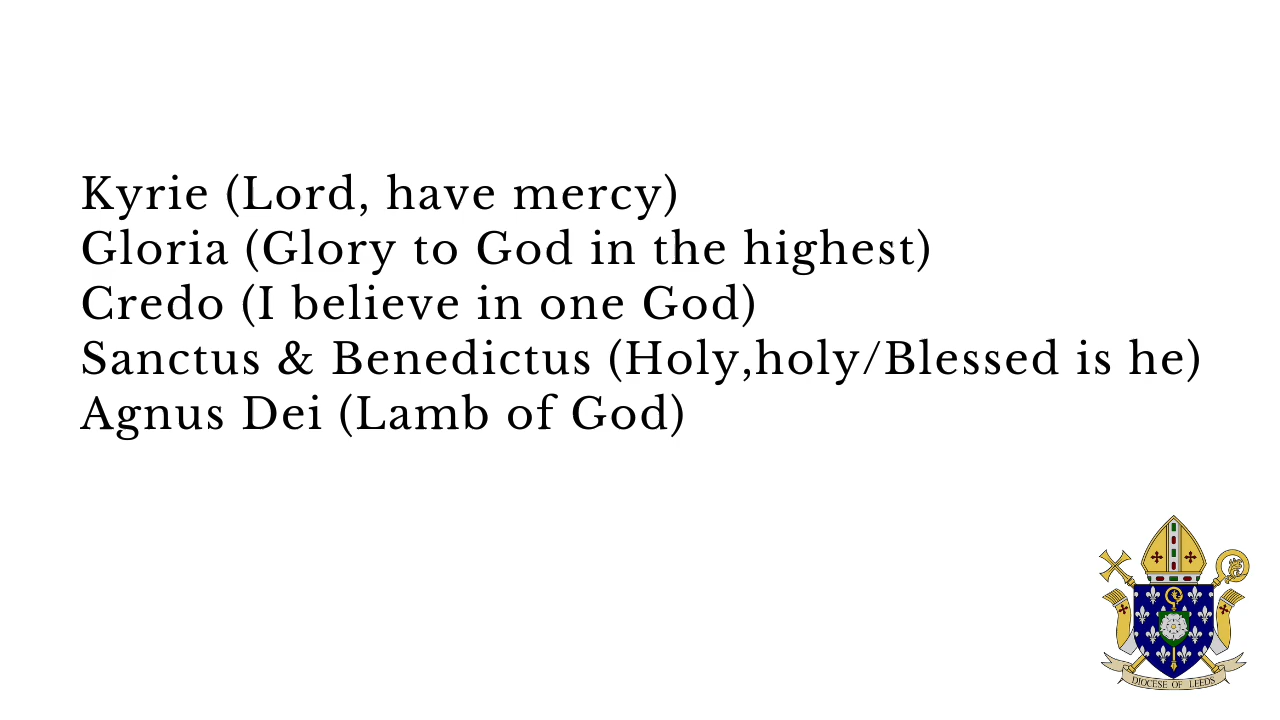 Kyrie (Lord, have mercy)
Gloria (Glory to God in the highest)
Credo (I believe in one God)
Sanctus & Benedictus (Holy,holy/Blessed is he)
Agnus Dei (Lamb of God)
DIOCESE OF LEEDS